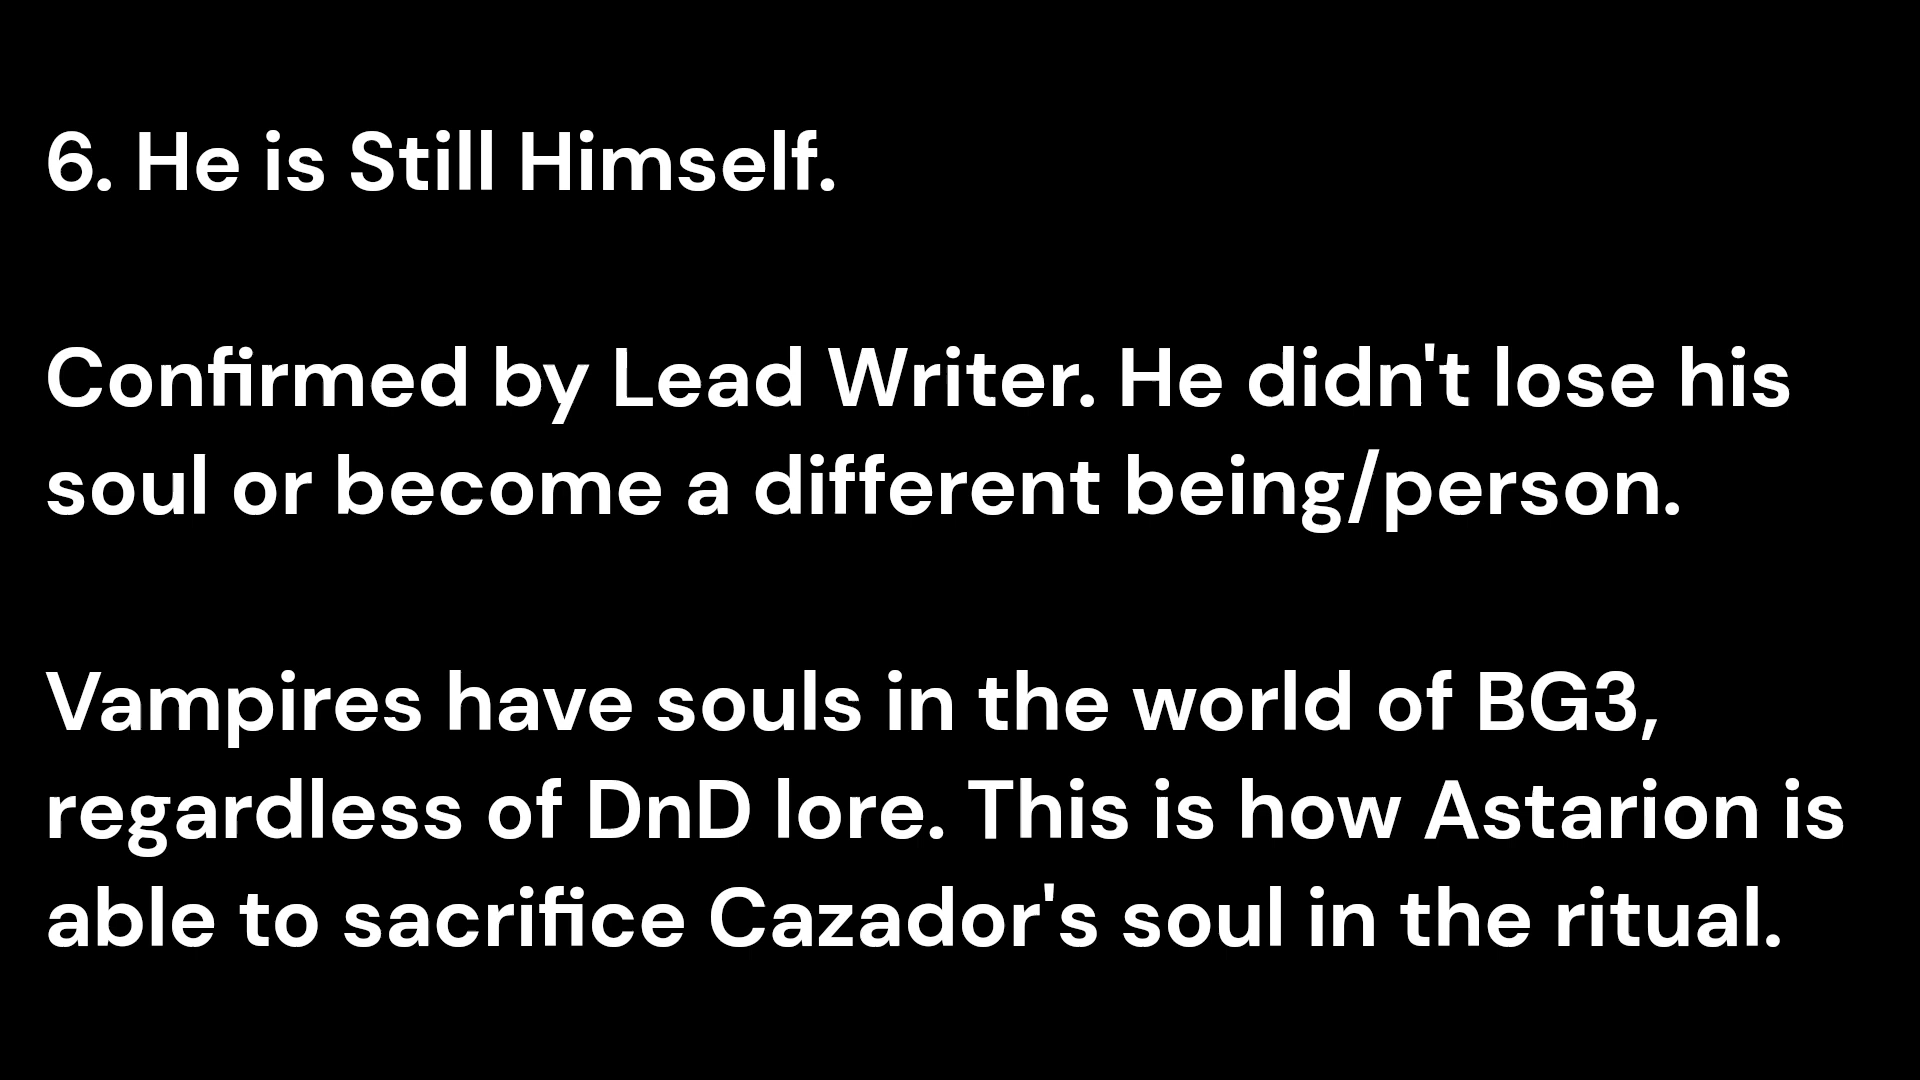 6. He is Still Himself.
Confirmed by Lead Writer. He didn't lose his
soul or become a different being/person.
Vampires have souls in the world of BG3,
regardless of DnD lore. This is how Astarion is
able to sacrifice Cazador's soul in the ritual.